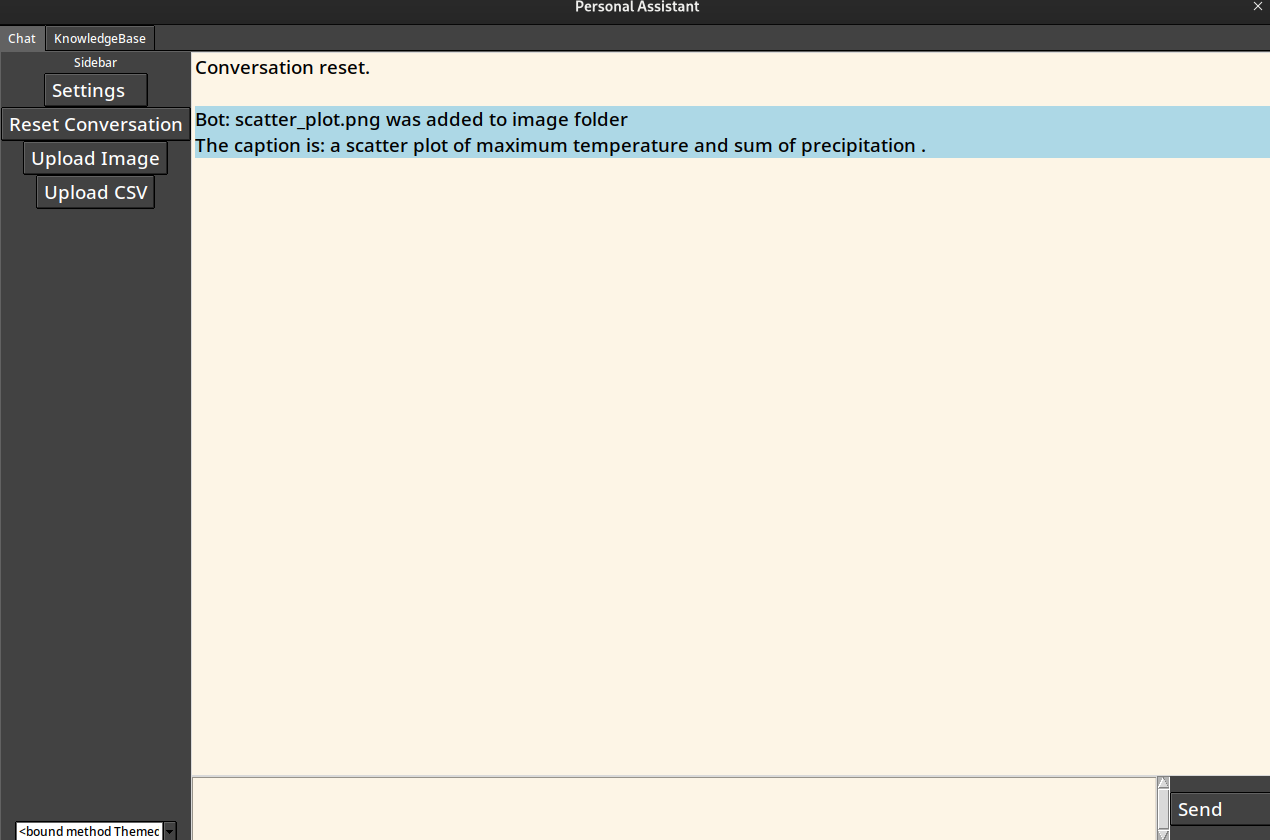 Personal Assistant
Chat
KnowledgeBase
Sidebar
Settings
Reset Conversation
Upload Image
Upload CSV
Conversation reset.
Bot: scatter_plot.png was added to image folder
The caption is: a scatter plot of maximum temperature and sum of precipitation .
<bound method Themec
Send